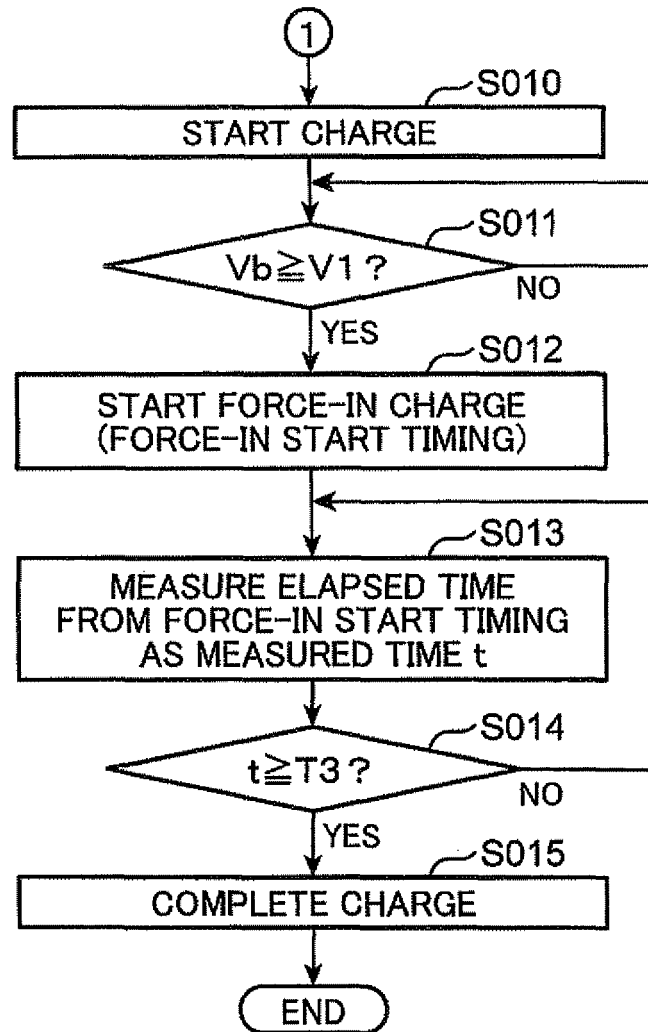 1
S010
START CHARGE
S011
Vb≧V1?
NO
YES
S012
START FORCE-IN CHARGE
(FORCE-IN START TIMING)
S013
MEASURE ELAPSED TIME
FROM FORCE-IN START TIMING
AS MEASURED TIME t
S014
t≧T3?
NO
YES
S015
COMPLETE CHARGE
END